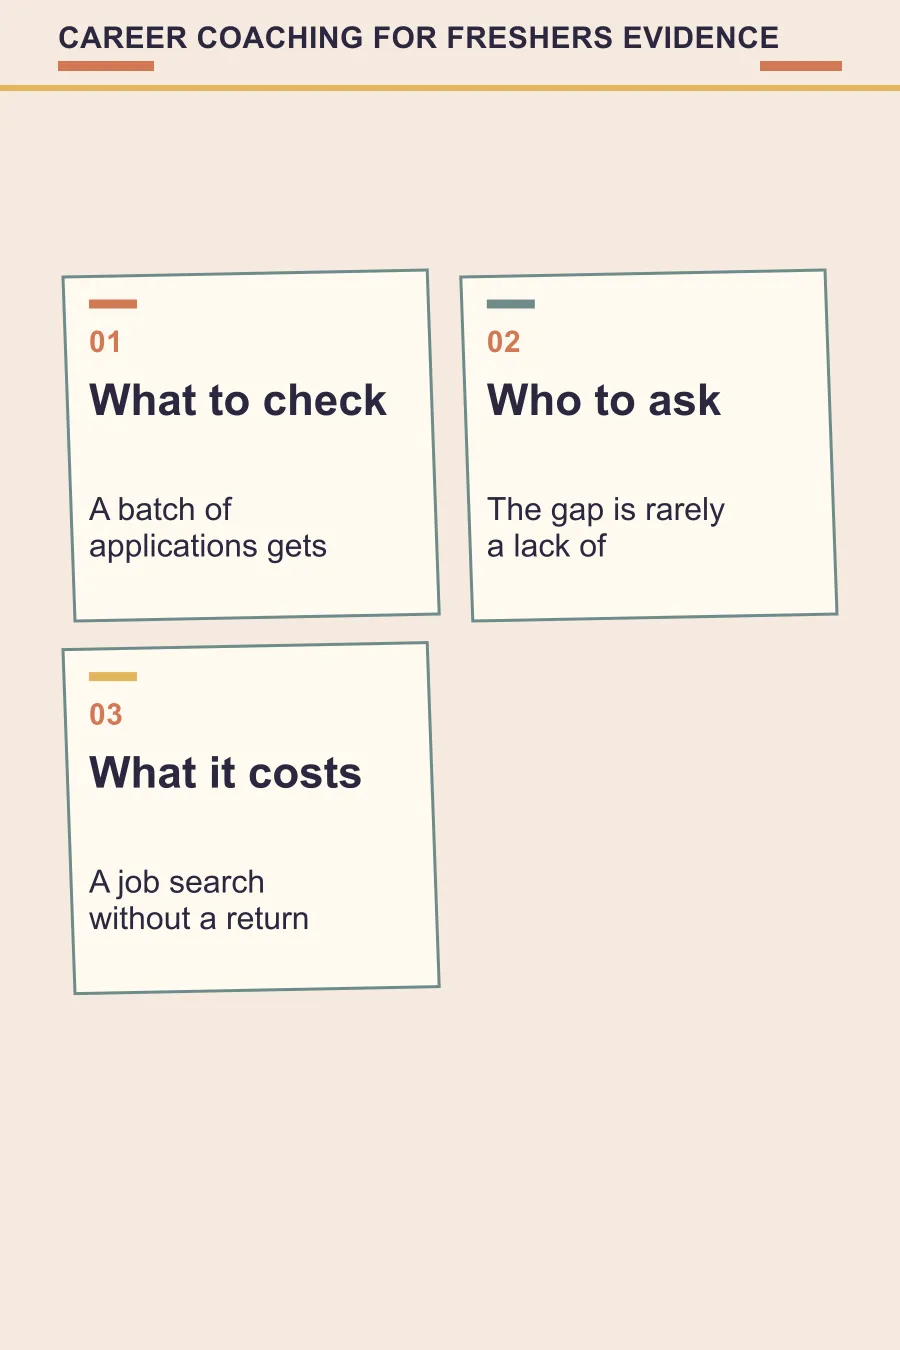 CAREER COACHING FOR FRESHERS EVIDENCE
01
What to check
A batch of
applications gets
02
Who to ask
The gap is rarely
a lack of
03
What it costs
A job search
without a return